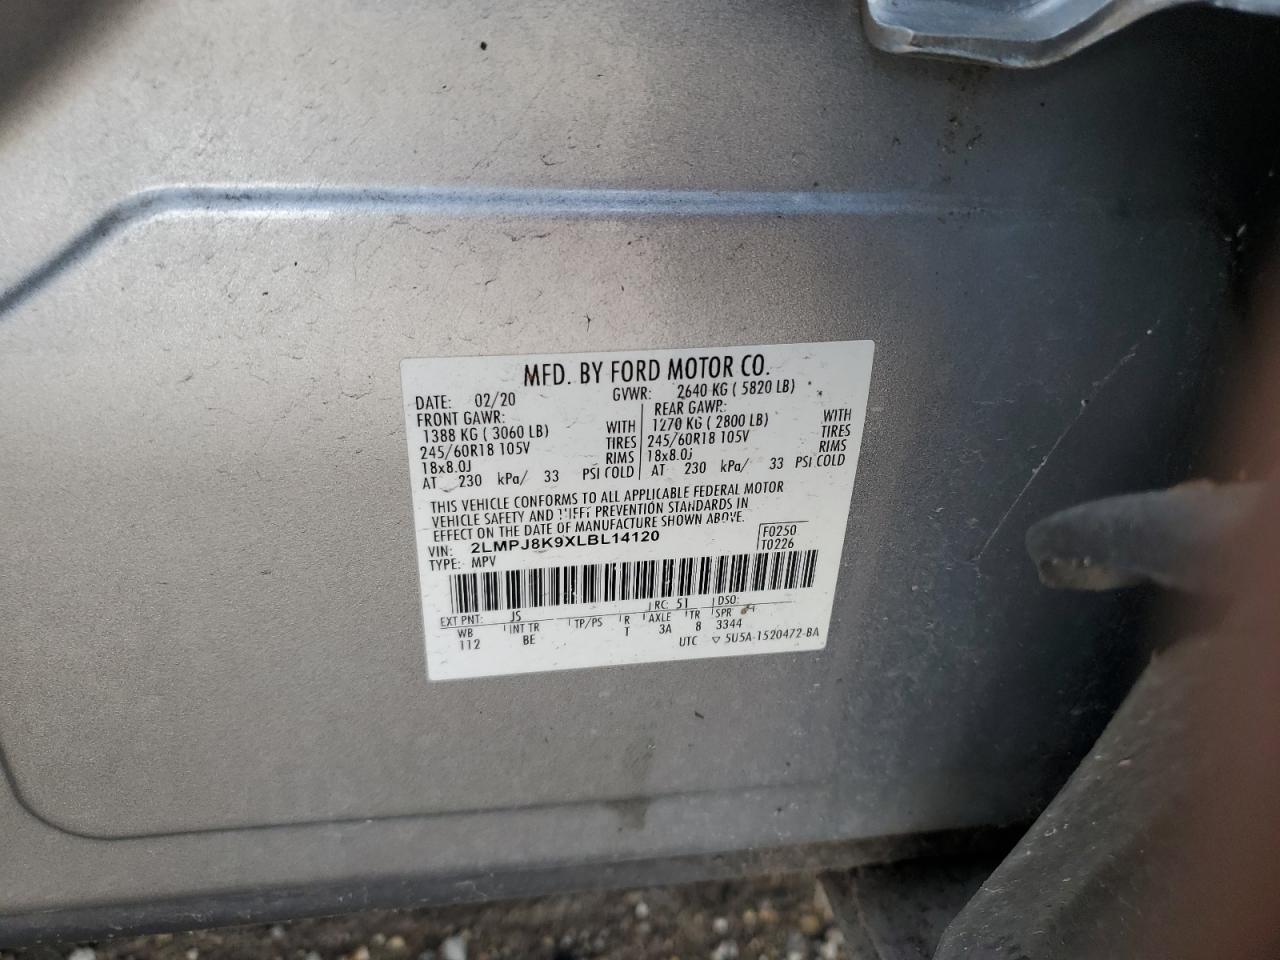 MFD. BY FORD MOTOR CO.
DATE: 02/20 GVWR: 2640 KG ( 5820 LB)
FRONT GAWR: REAR GAWR:
1388 KG ( 3060 LB) WITH 1270 KG ( 2800 LB) WITH
245/60R18 105V TIRES 245/60R18 105V TIRES
18x8.0J RIMS 18x8.0J RIMS
AT 230 kPa/ 33 PSI COLD AT 230 kPa/ 33 PSI COLD
THIS VEHICLE CONFORMS TO ALL APPLICABLE FEDERAL MOTOR
VEHICLE SAFETY AND THEFT PREVENTION STANDARDS IN
EFFECT ON THE DATE OF MANUFACTURE SHOWN ABOVE.
VIN: 2LMPJ8K9XLBL14120 F0250
TYPE: MPV T0226
EXT PNT: JS RC: 51 DSO:
WB INT TR TP/PS R AXLE TR SPR
112 BE T 3A 8 3344
UTC ▽ 5U5A-1520472-BA